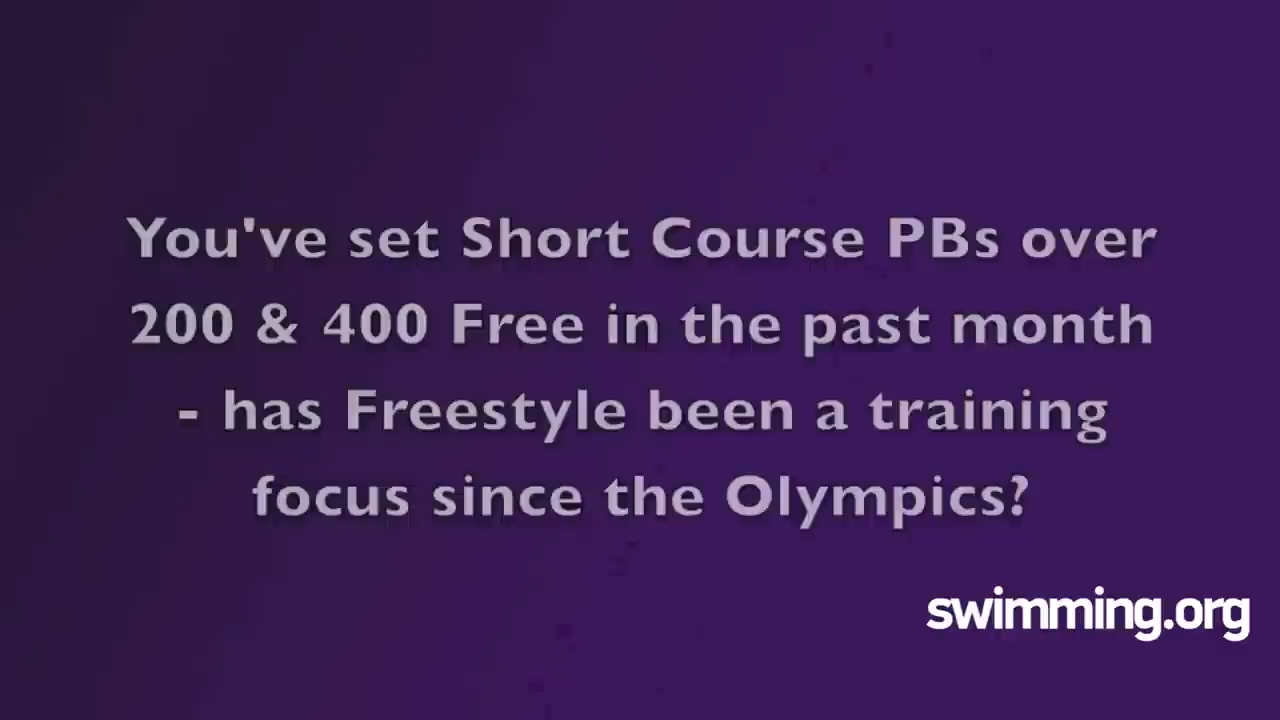 You've set Short Course PBs over
200 & 400 Free in the past month
- has Freestyle been a training
focus since the Olympics?
swimming.org